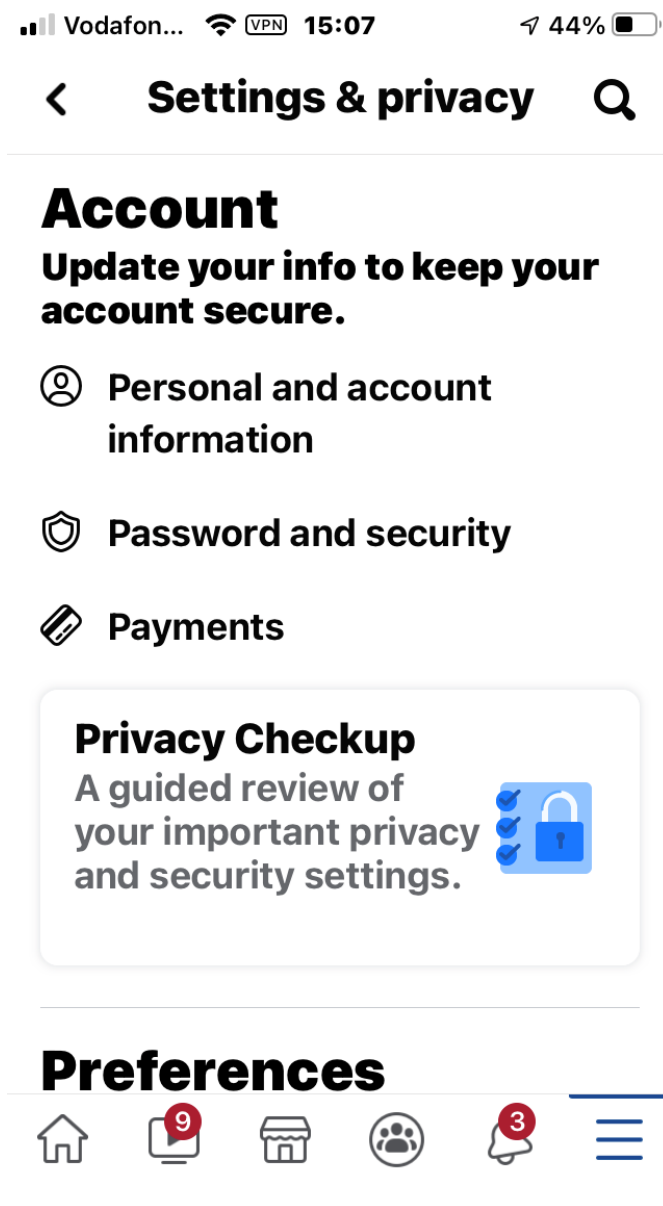 Vodafon... VPN 15:07 44%
Settings & privacy
Account
Update your info to keep your
account secure.
Personal and account
information
Password and security
Payments
Privacy Checkup
A guided review of
your important privacy
and security settings.
Preferences
9 3